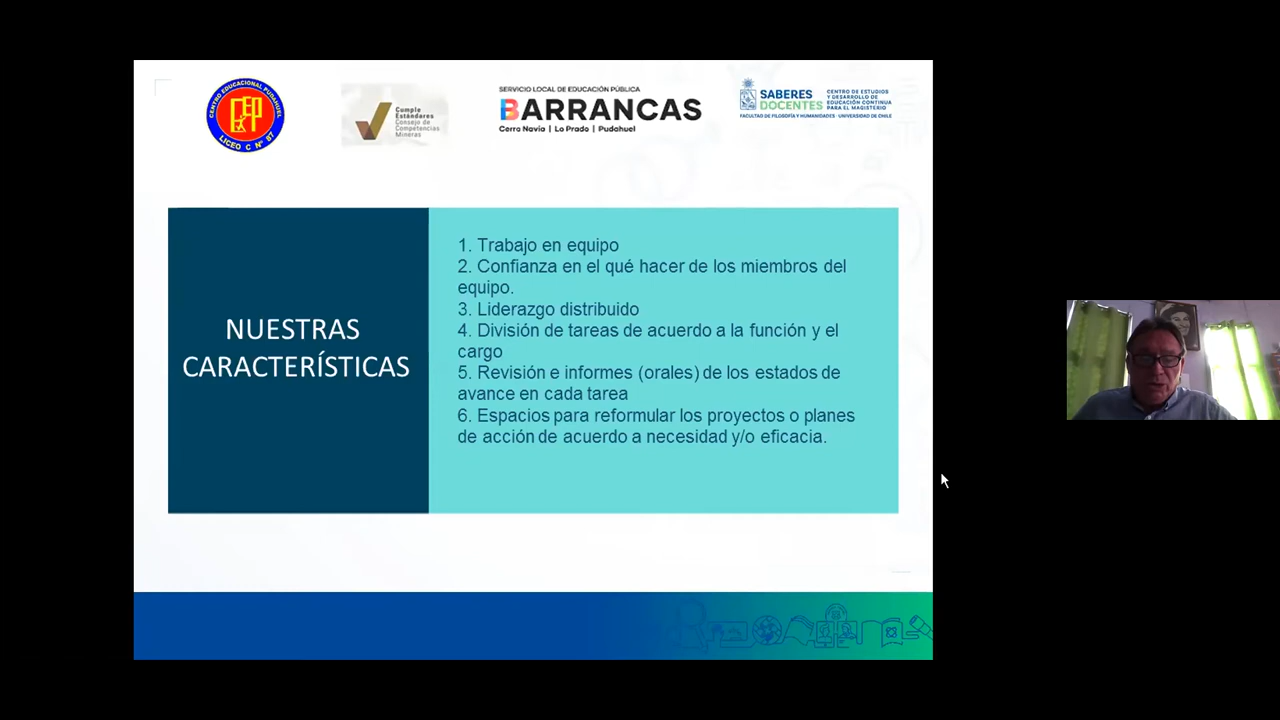 CENTRO EDUCACIONAL PUDAHUEL
CEP
LICEO C N° 87
Cumple
Estándares
Consejo de
Competencias
Mineras
SERVICIO LOCAL DE EDUCACIÓN PÚBLICA
BARRANCAS
Cerro Navia | Lo Prado | Pudahuel
SABERES
DOCENTES
CENTRO DE ESTUDIOS
Y DESARROLLO DE
EDUCACIÓN CONTINUA
PARA EL MAGISTERIO
FACULTAD DE FILOSOFÍA Y HUMANIDADES - UNIVERSIDAD DE CHILE
NUESTRAS
CARACTERÍSTICAS
1. Trabajo en equipo
2. Confianza en el qué hacer de los miembros del
equipo.
3. Liderazgo distribuido
4. División de tareas de acuerdo a la función y el
cargo
5. Revisión e informes (orales) de los estados de
avance en cada tarea
6. Espacios para reformular los proyectos o planes
de acción de acuerdo a necesidad y/o eficacia.